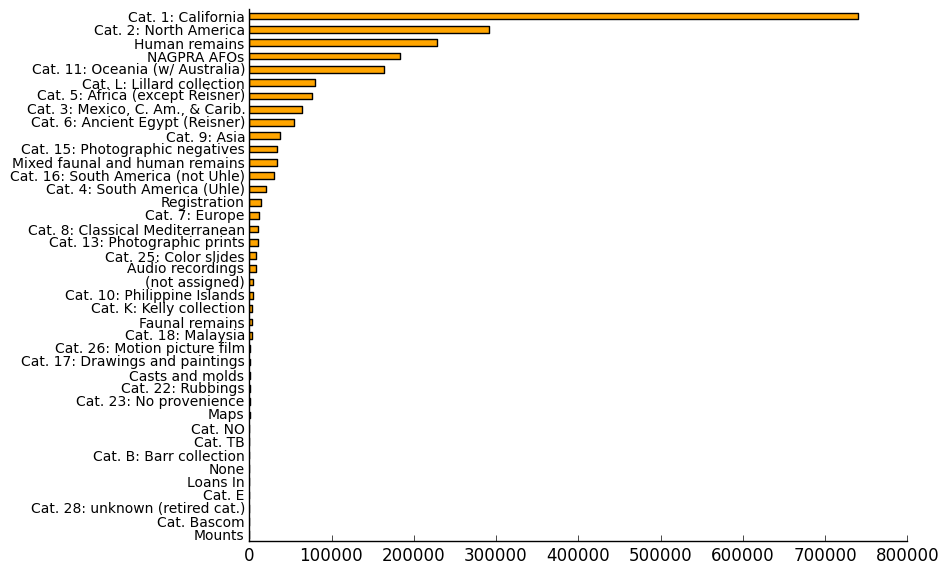 Cat. 1: California
Cat. 2: North America
Human remains
NAGPRA AFOs
Cat. 11: Oceania (w/ Australia)
Cat. L: Lillard collection
Cat. 5: Africa (except Reisner)
Cat. 3: Mexico, C. Am., & Carib.
Cat. 6: Ancient Egypt (Reisner)
Cat. 9: Asia
Cat. 15: Photographic negatives
Mixed faunal and human remains
Cat. 16: South America (not Uhle)
Cat. 4: South America (Uhle)
Registration
Cat. 7: Europe
Cat. 8: Classical Mediterranean
Cat. 13: Photographic prints
Cat. 25: Color slides
Audio recordings
(not assigned)
Cat. 10: Philippine Islands
Cat. K: Kelly collection
Faunal remains
Cat. 18: Malaysia
Cat. 26: Motion picture film
Cat. 17: Drawings and paintings
Casts and molds
Cat. 22: Rubbings
Cat. 23: No provenience
Maps
Cat. NO
Cat. TB
Cat. B: Barr collection
None
Loans In
Cat. E
Cat. 28: unknown (retired cat.)
Cat. Bascom
Mounts
0 100000 200000 300000 400000 500000 600000 700000 800000